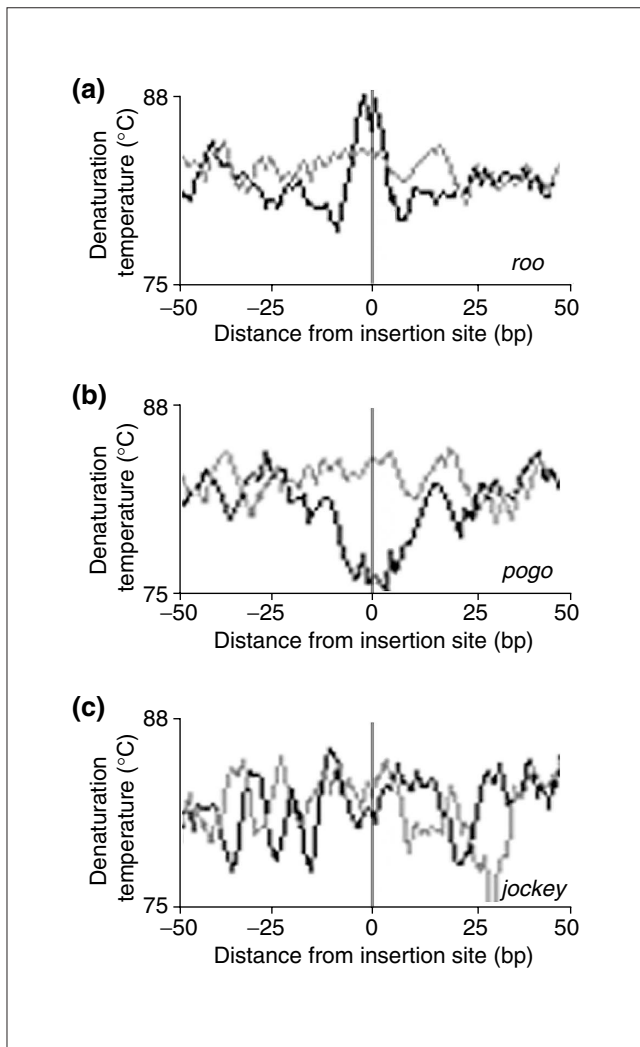 (a)
88
Denaturation
temperature (°C)
75
roo
−50 −25 0 25 50
Distance from insertion site (bp)
(b)
88
Denaturation
temperature (°C)
75
pogo
−50 −25 0 25 50
Distance from insertion site (bp)
(c)
88
Denaturation
temperature (°C)
75
jockey
−50 −25 0 25 50
Distance from insertion site (bp)